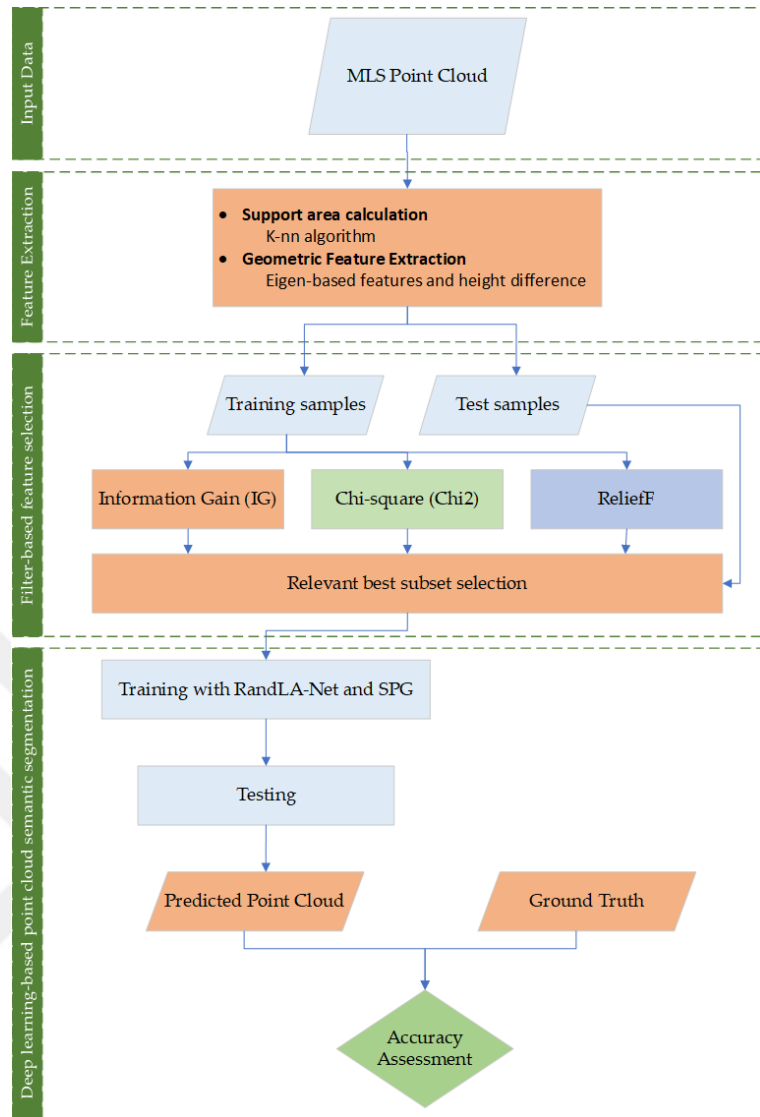 Input Data
MLS Point Cloud
Feature Extraction
● Support area calculation
K-nn algorithm
● Geometric Feature Extraction
Eigen-based features and height difference
Filter-based feature selection
Training samples
Test samples
Information Gain (IG)
Chi-square (Chi2)
ReliefF
Relevant best subset selection
Deep learning-based point cloud semantic segmentation
Training with RandLA-Net and SPG
Testing
Predicted Point Cloud
Ground Truth
Accuracy
Assessment